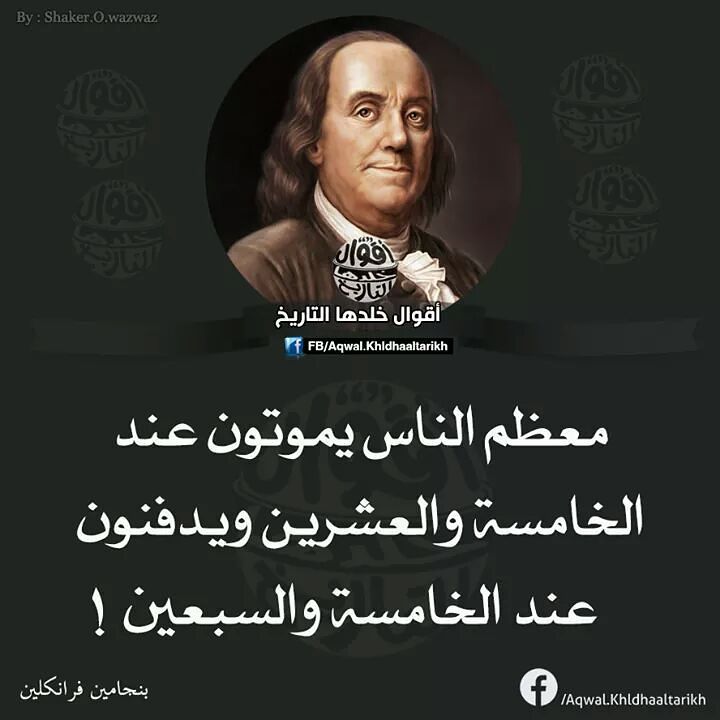 By : Shaker.O.wazwaz
أقوال خلدها التاريخ
FB/Aqwal.Khldhaaltarikh
معظم الناس يموتون عند
الخامسة والعشرين ويدفنون
عند الخامسة والسبعين !
بنجامين فرانكلين
/Aqwal.Khldhaaltarikh